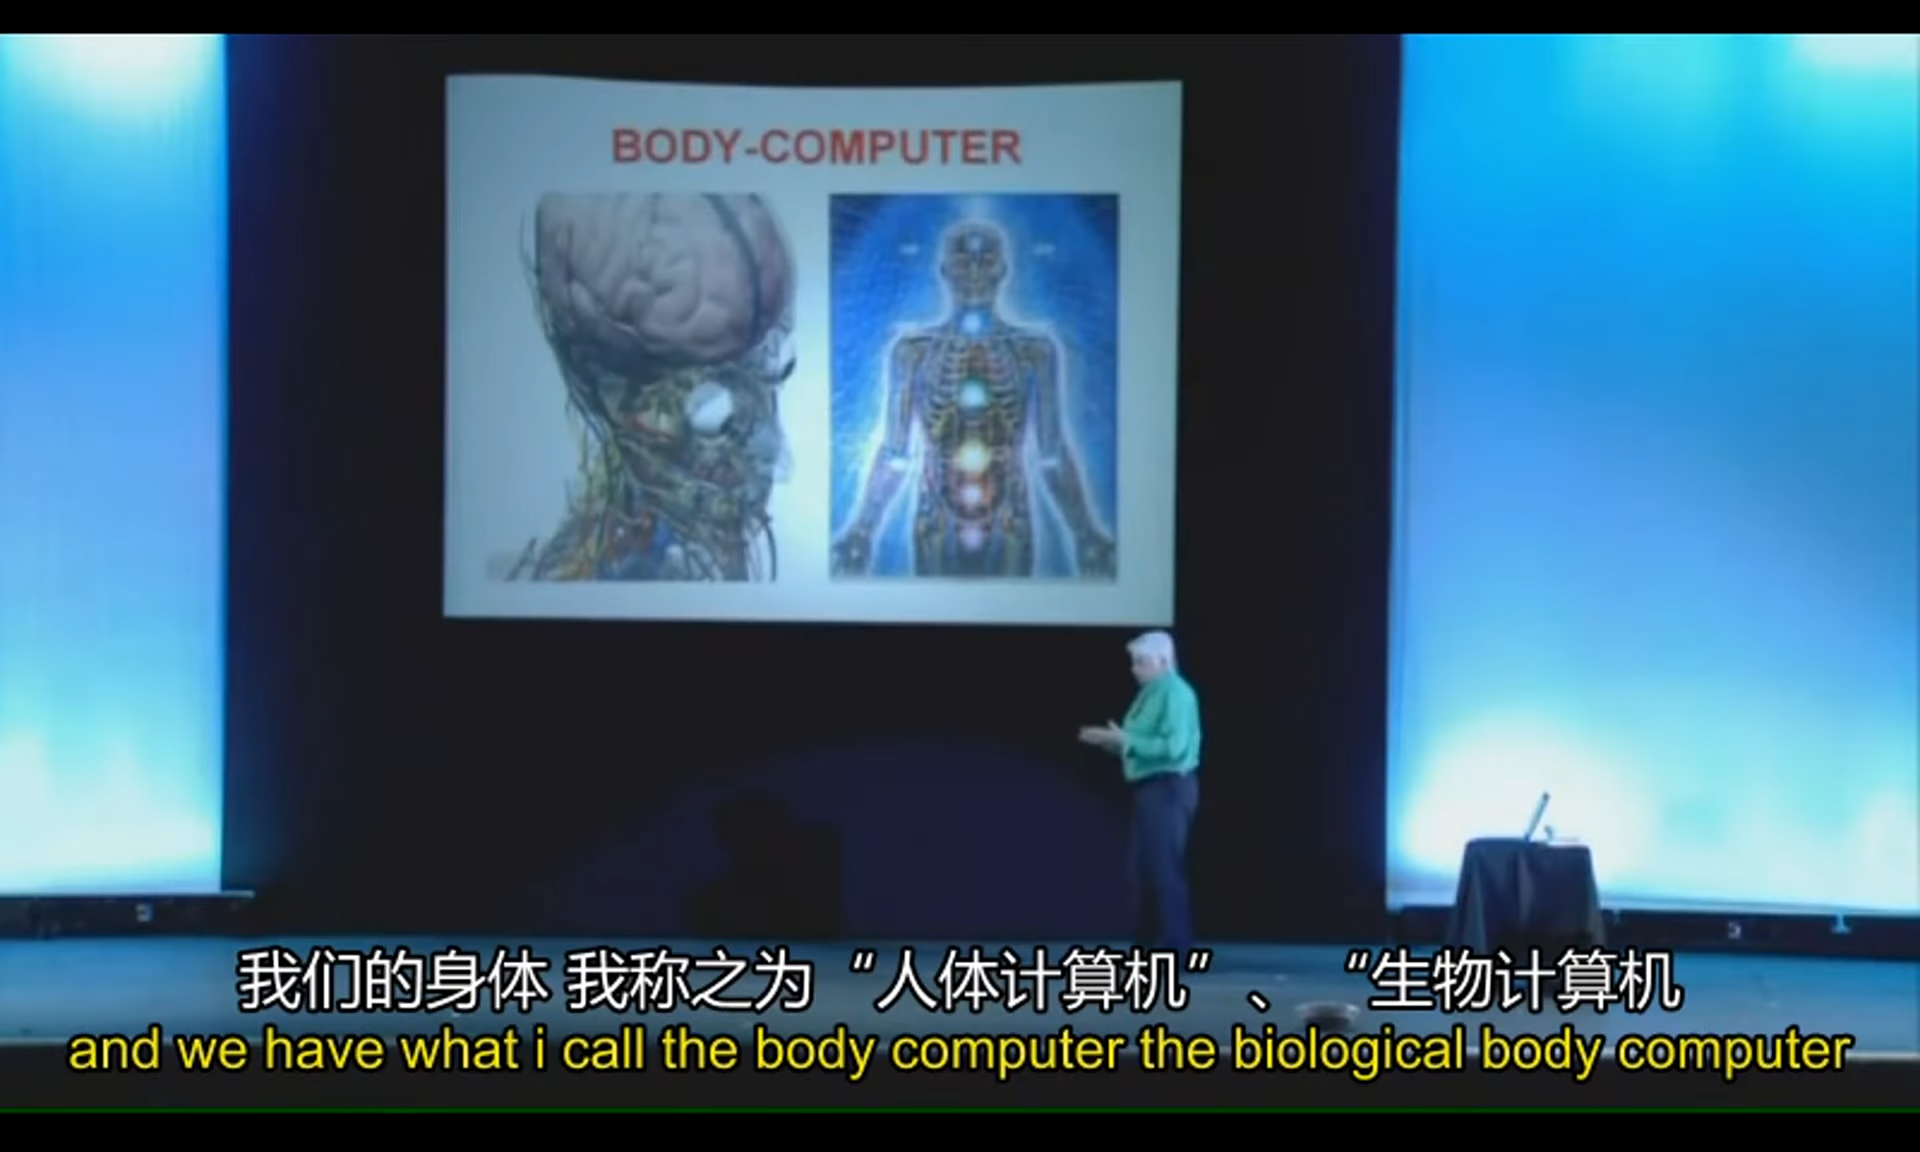 BODY-COMPUTER
我们的身体 我称之为“人体计算机”、 “生物计算机
and we have what i call the body computer the biological body computer